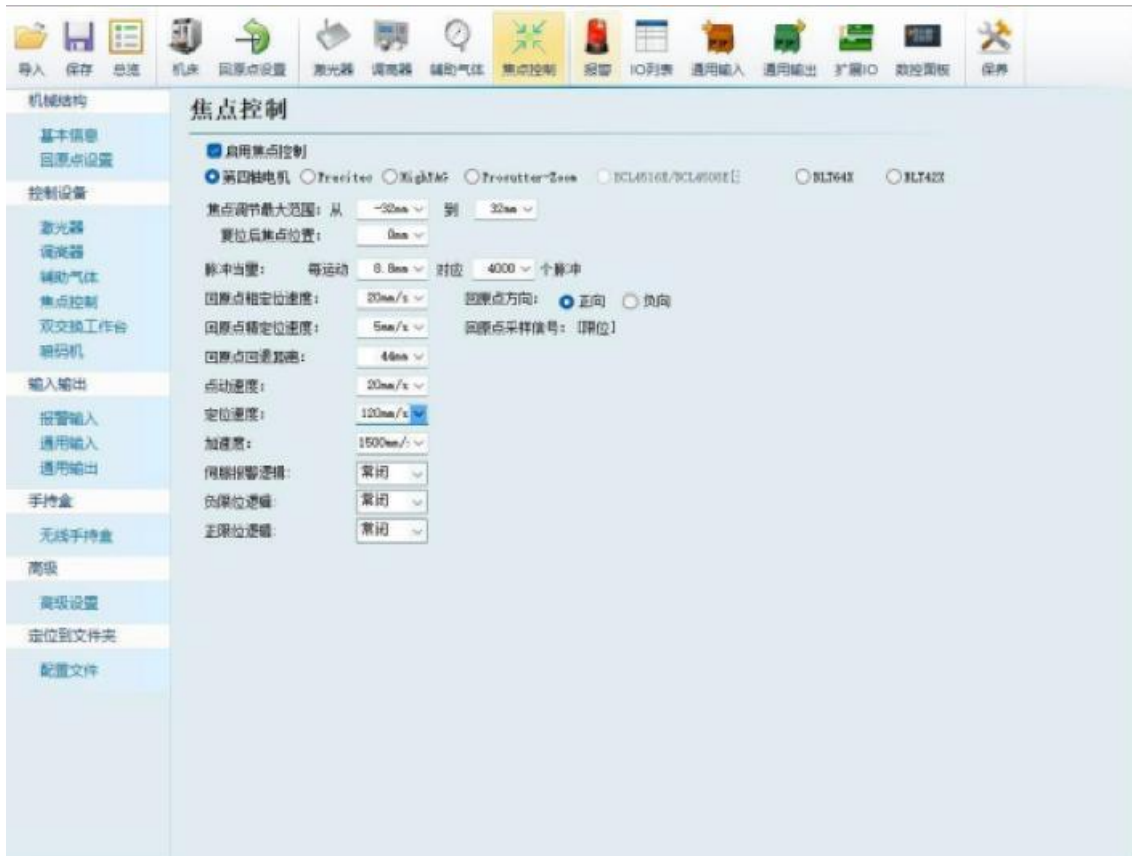 导入 保存 总览 机床 回原点设置 激光器 调高器 辅助气体 焦点控制 报警 IO列表 通用输入 通用输出 扩展IO 数控面板 保养
机械结构
基本信息
回原点设置
控制设备
激光器
调高器
辅助气体
焦点控制
双交换工作台
喷码机
输入输出
报警输入
通用输入
通用输出
手持盒
无线手持盒
高级
高级设置
定位到文件夹
配置文件
焦点控制
启用焦点控制
第四轴电机 Precitec HighYAG Procutter-Zoom BLT64X BLT42X
焦点调节最大范围: 从 -32mm 到 32mm
复位后焦点位置: 0mm
脉冲当量: 每运动 8.8mm 对应 4000 个脉冲
回原点粗定位速度: 20mm/s 回原点方向: 正向 负向
回原点精定位速度: 5mm/s 回原点采样信号: [限位]
回原点回退距离: 44mm
点动速度: 20mm/s
定位速度: 120mm/s
加速度: 1500mm/
伺服报警逻辑: 常闭
负限位逻辑: 常闭
正限位逻辑: 常闭